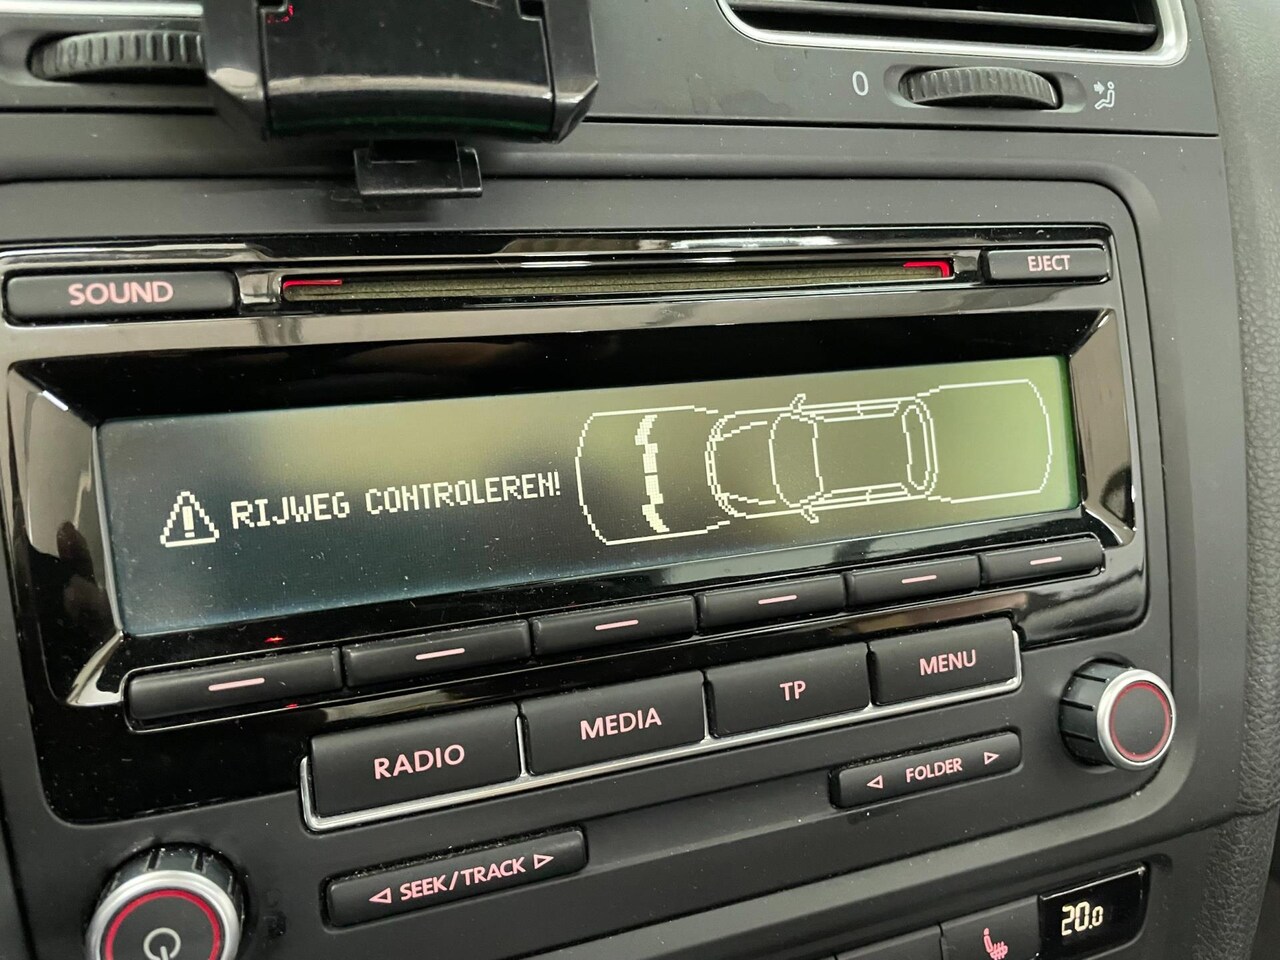 0
SOUND
EJECT
RIJWEG CONTROLEREN!
RADIO
MEDIA
TP
MENU
FOLDER
SEEK/TRACK
20.0